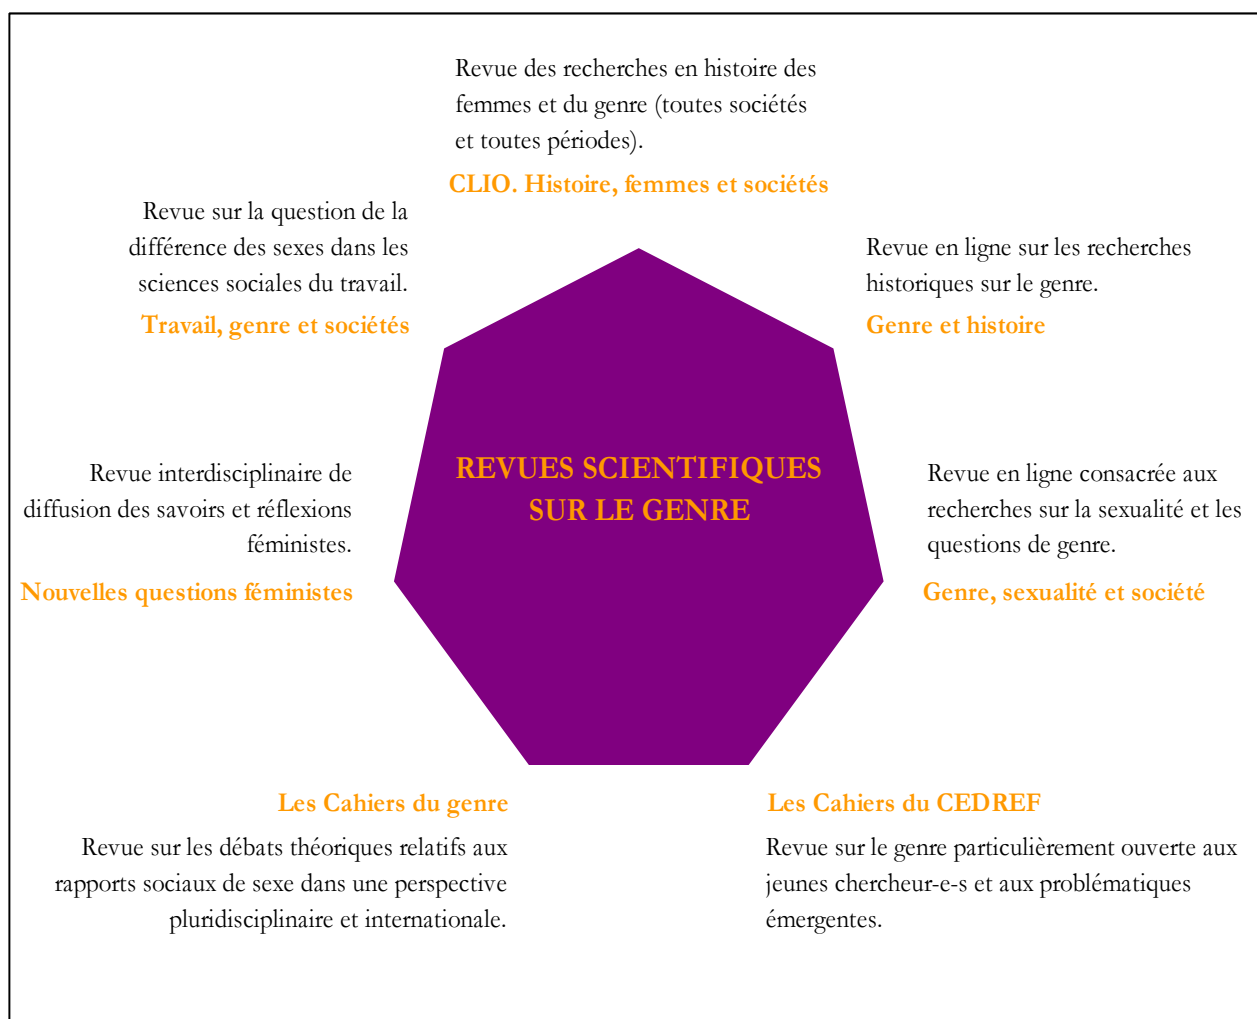 Revue des recherches en histoire des
femmes et du genre (toutes sociétés
et toutes périodes).
CLIO. Histoire, femmes et sociétés
Revue sur la question de la
différence des sexes dans les
sciences sociales du travail.
Travail, genre et sociétés
Revue en ligne sur les recherches
historiques sur le genre.
Genre et histoire
REVUES SCIENTIFIQUES
SUR LE GENRE
Revue interdisciplinaire de
diffusion des savoirs et réflexions
féministes.
Nouvelles questions féministes
Revue en ligne consacrée aux
recherches sur la sexualité et les
questions de genre.
Genre, sexualité et société
Les Cahiers du genre
Revue sur les débats théoriques relatifs aux
rapports sociaux de sexe dans une perspective
pluridisciplinaire et internationale.
Les Cahiers du CEDREF
Revue sur le genre particulièrement ouverte aux
jeunes chercheur-e-s et aux problématiques
émergentes.